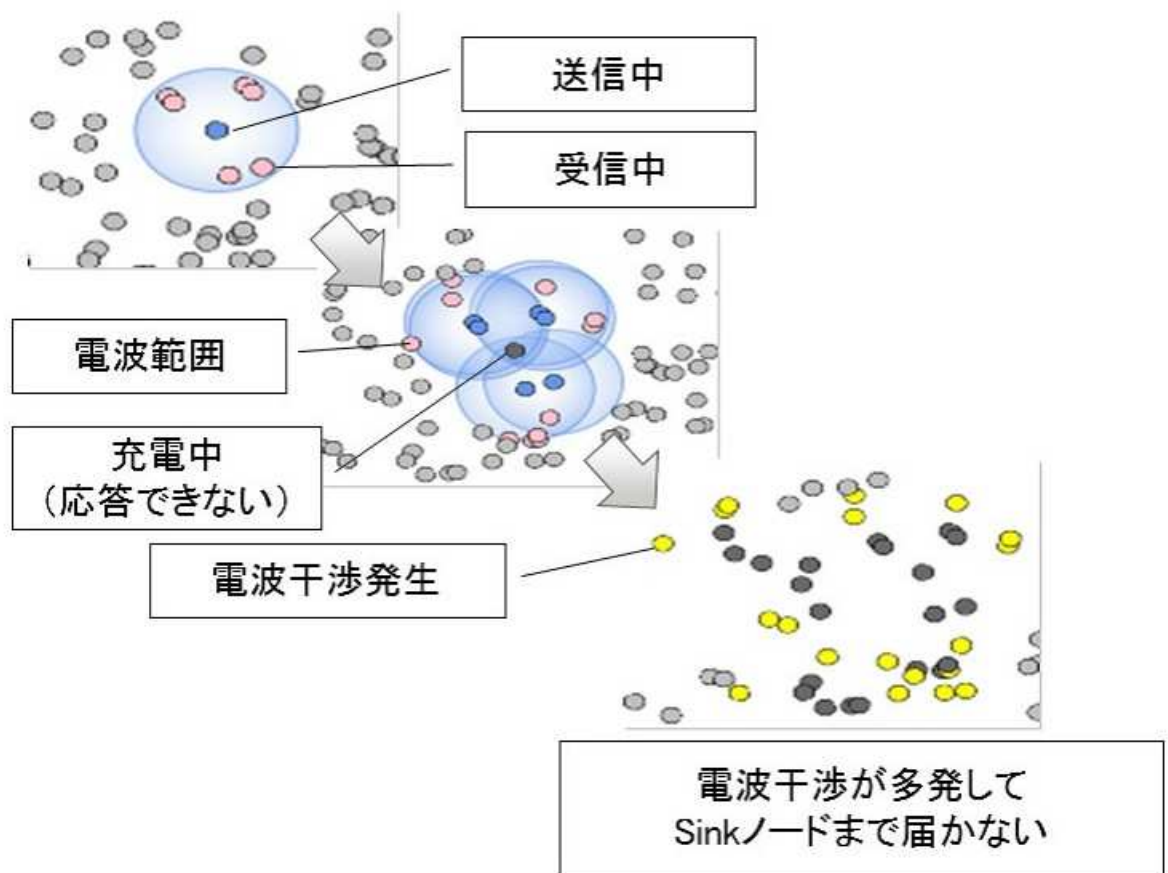 送信中
受信中
電波範囲
充電中
（応答できない）
電波干渉発生
電波干渉が多発して
Sinkノードまで届かない